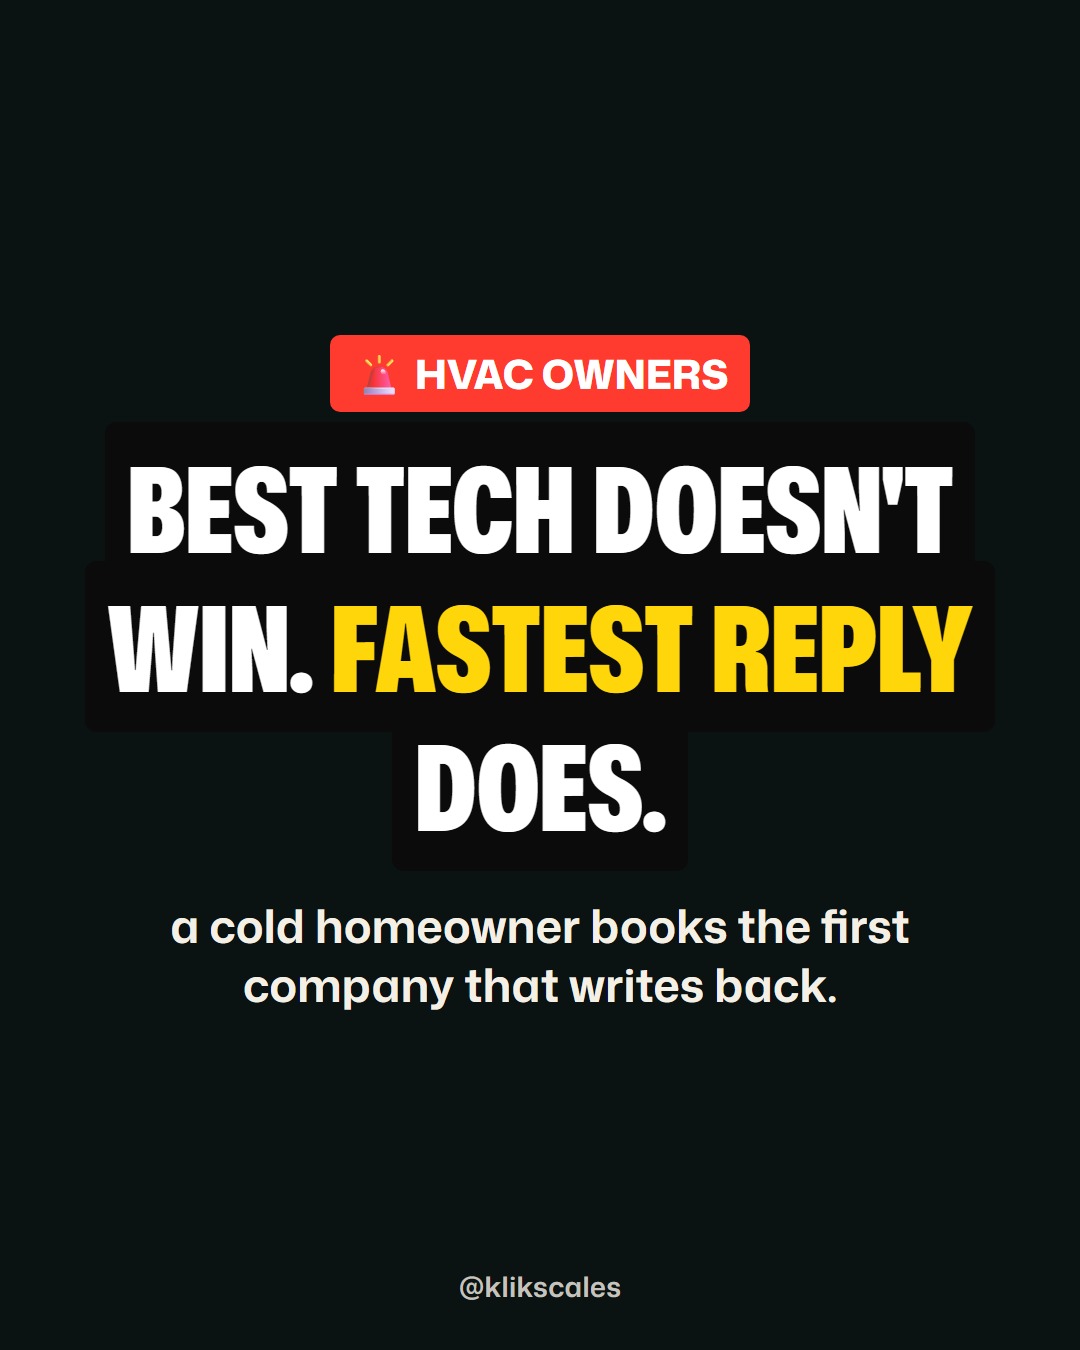 🚨 HVAC OWNERS
BEST TECH DOESN'T
WIN. FASTEST REPLY
DOES.
a cold homeowner books the first
company that writes back.
@klikscales